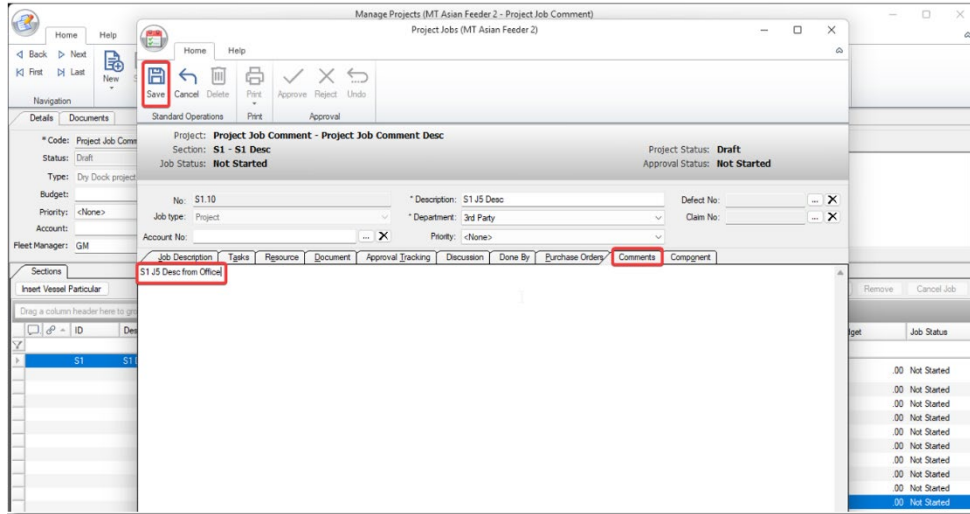 Manage Projects (MT Asian Feeder 2 - Project Job Comment)
Home Help
Back Next
First Last
New
Navigation
Details Documents
* Code: Project Job Comm
Status: Draft
Type: Dry Dock project
Budget:
Priority: <None>
Account:
Fleet Manager: GM
Sections
Insert Vessel Particular
Drag a column header here to gro
ID Des
S1 S1 D
Project Jobs (MT Asian Feeder 2)
Home Help
Save Cancel Delete Print Approve Reject Undo
Standard Operations Print Approval
Project: Project Job Comment - Project Job Comment Desc
Section: S1 - S1 Desc Project Status: Draft
Job Status: Not Started Approval Status: Not Started
No: S1.10 * Description: S1 J5 Desc Defect No: ...
Job type: Project * Department: 3rd Party Claim No: ...
Account No: ... Priority: <None>
Job Description Tasks Resource Document Approval Tracking Discussion Done By Purchase Orders Comments Component
S1 J5 Desc from Office
Remove Cancel Job
dget Job Status
.00 Not Started
.00 Not Started
.00 Not Started
.00 Not Started
.00 Not Started
.00 Not Started
.00 Not Started
.00 Not Started
.00 Not Started
.00 Not Started